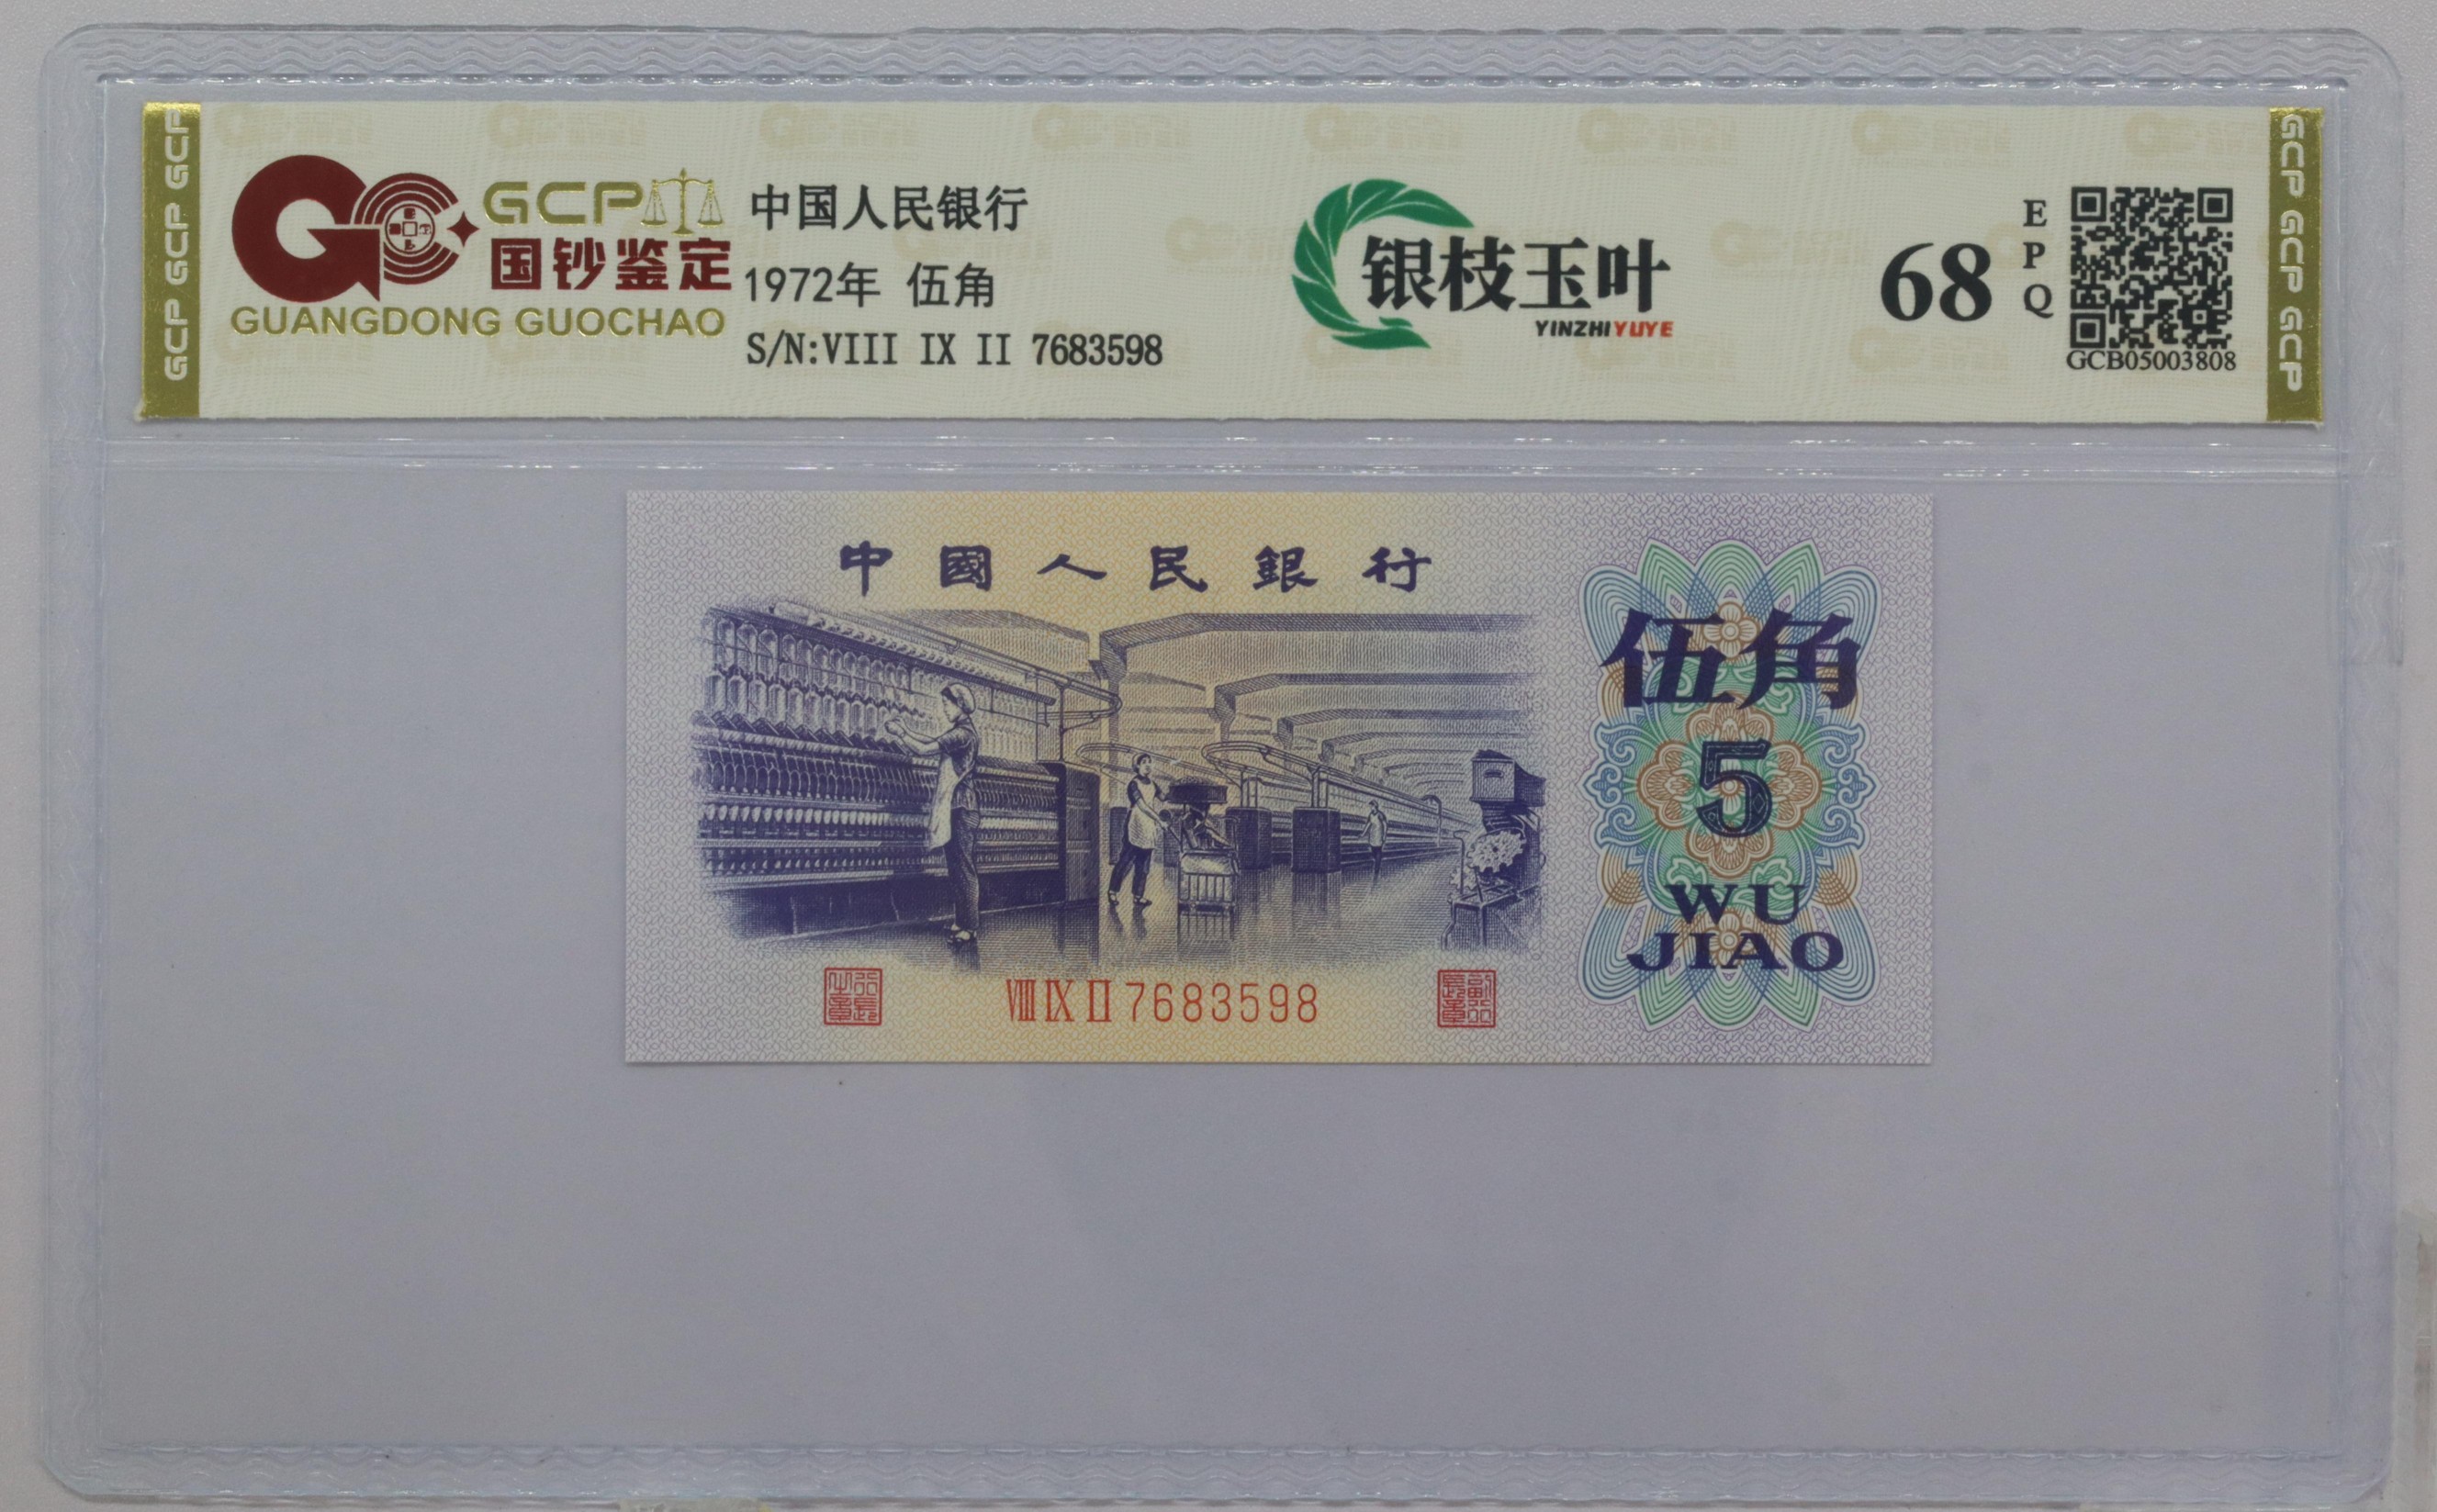 GCP GCP GCP
GCP
国钞鉴定
GUANGDONG GUOCHAO
中国人民银行
1972年 伍角
S/N:VIII IX II 7683598
银枝玉叶
YINZHIYUYE
68
EPQ
GCB05003808
GCP GCP GCP
中國人民銀行
伍角
5
WU
JIAO
VIII IX II 7683598